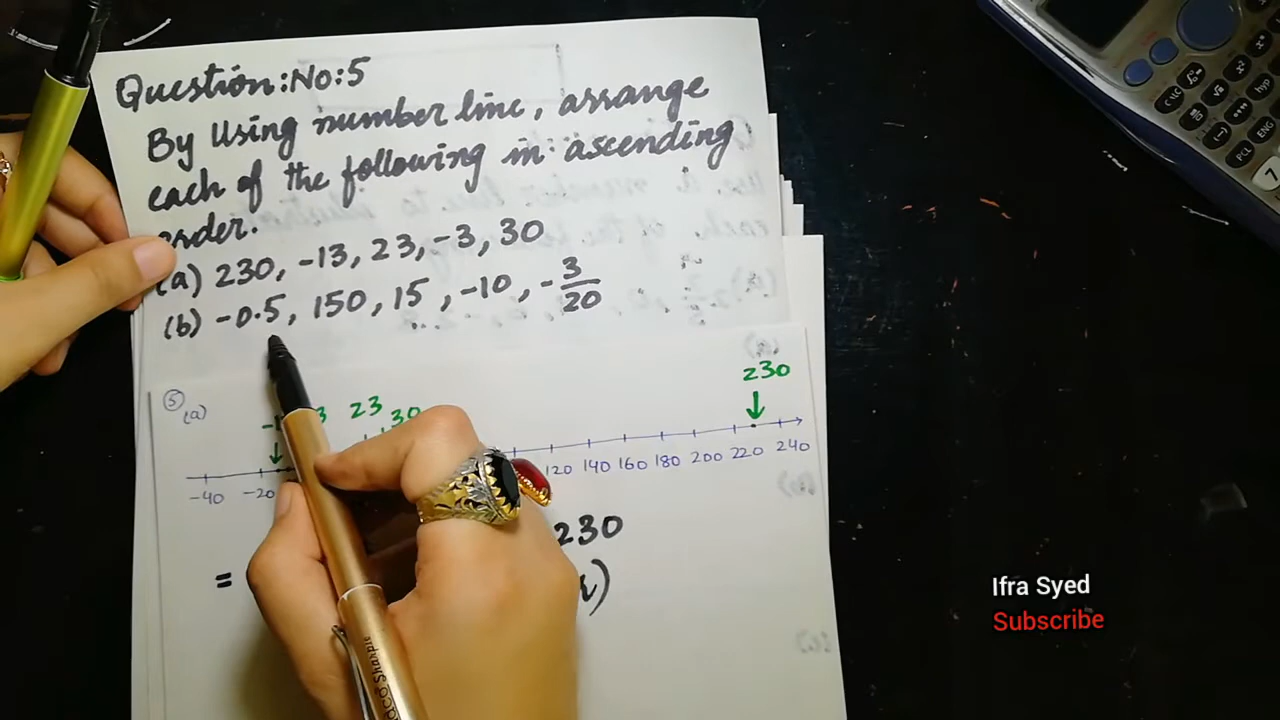 Question:No:5
By using number line, arrange
each of the following in ascending
order.
(a) 230, -13, 23, -3, 30
(b) -0.5, 150, 15, -10, -3/20
230
⑤ (a)
23
30
-40 -20 120 140 160 180 200 220 240
230
=
Ifra Syed
Subscribe